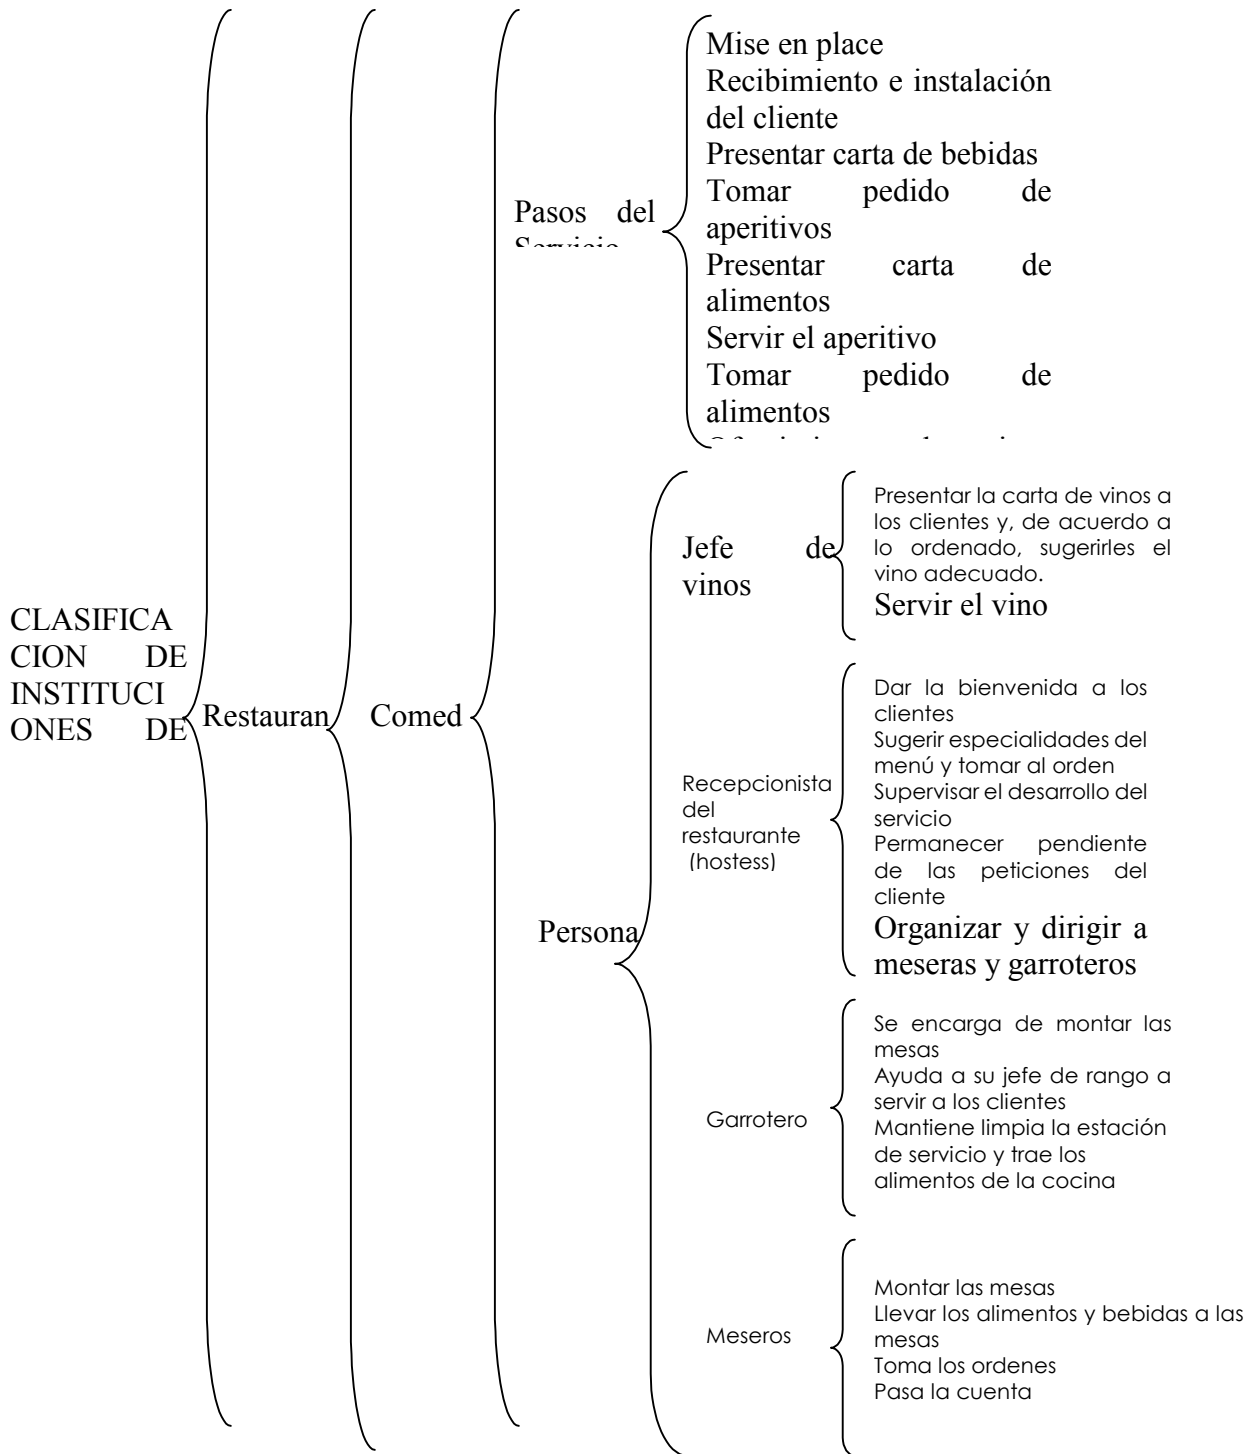 CLASIFICA
CION DE
INSTITUCI
ONES DE
Restauran
Comed
Pasos del
Servicio
Mise en place
Recibimiento e instalación
del cliente
Presentar carta de bebidas
Tomar pedido de
aperitivos
Presentar carta de
alimentos
Servir el aperitivo
Tomar pedido de
alimentos
Persona
Jefe de
vinos
Presentar la carta de vinos a
los clientes y, de acuerdo a
lo ordenado, sugerirles el
vino adecuado.
Servir el vino
Recepcionista
del
restaurante
(hostess)
Dar la bienvenida a los
clientes
Sugerir especialidades del
menú y tomar al orden
Supervisar el desarrollo del
servicio
Permanecer pendiente
de las peticiones del
cliente
Organizar y dirigir a
meseras y garroteros
Garrotero
Se encarga de montar las
mesas
Ayuda a su jefe de rango a
servir a los clientes
Mantiene limpia la estación
de servicio y trae los
alimentos de la cocina
Meseros
Montar las mesas
Llevar los alimentos y bebidas a las
mesas
Toma los ordenes
Pasa la cuenta